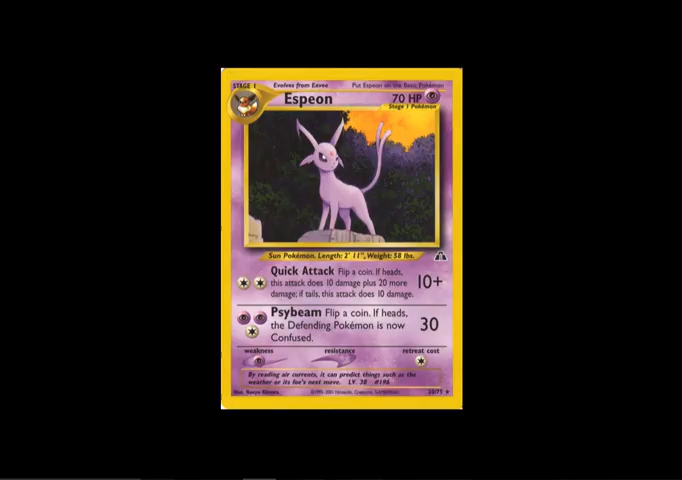 STAGE 1
Evolves from Eevee
Put Espeon on the Basic Pokémon
Espeon
70 HP
Stage 1 Pokémon
Sun Pokémon. Length: 2' 11", Weight: 58 lbs.
Quick Attack Flip a coin. If heads,
this attack does 10 damage plus 20 more
damage; if tails, this attack does 10 damage.
10+
Psybeam Flip a coin. If heads,
the Defending Pokémon is now
Confused.
30
weakness
resistance
retreat cost
By reading air currents, it can predict things such as the
weather or its foe's next move. LV. 38 #196
20/75